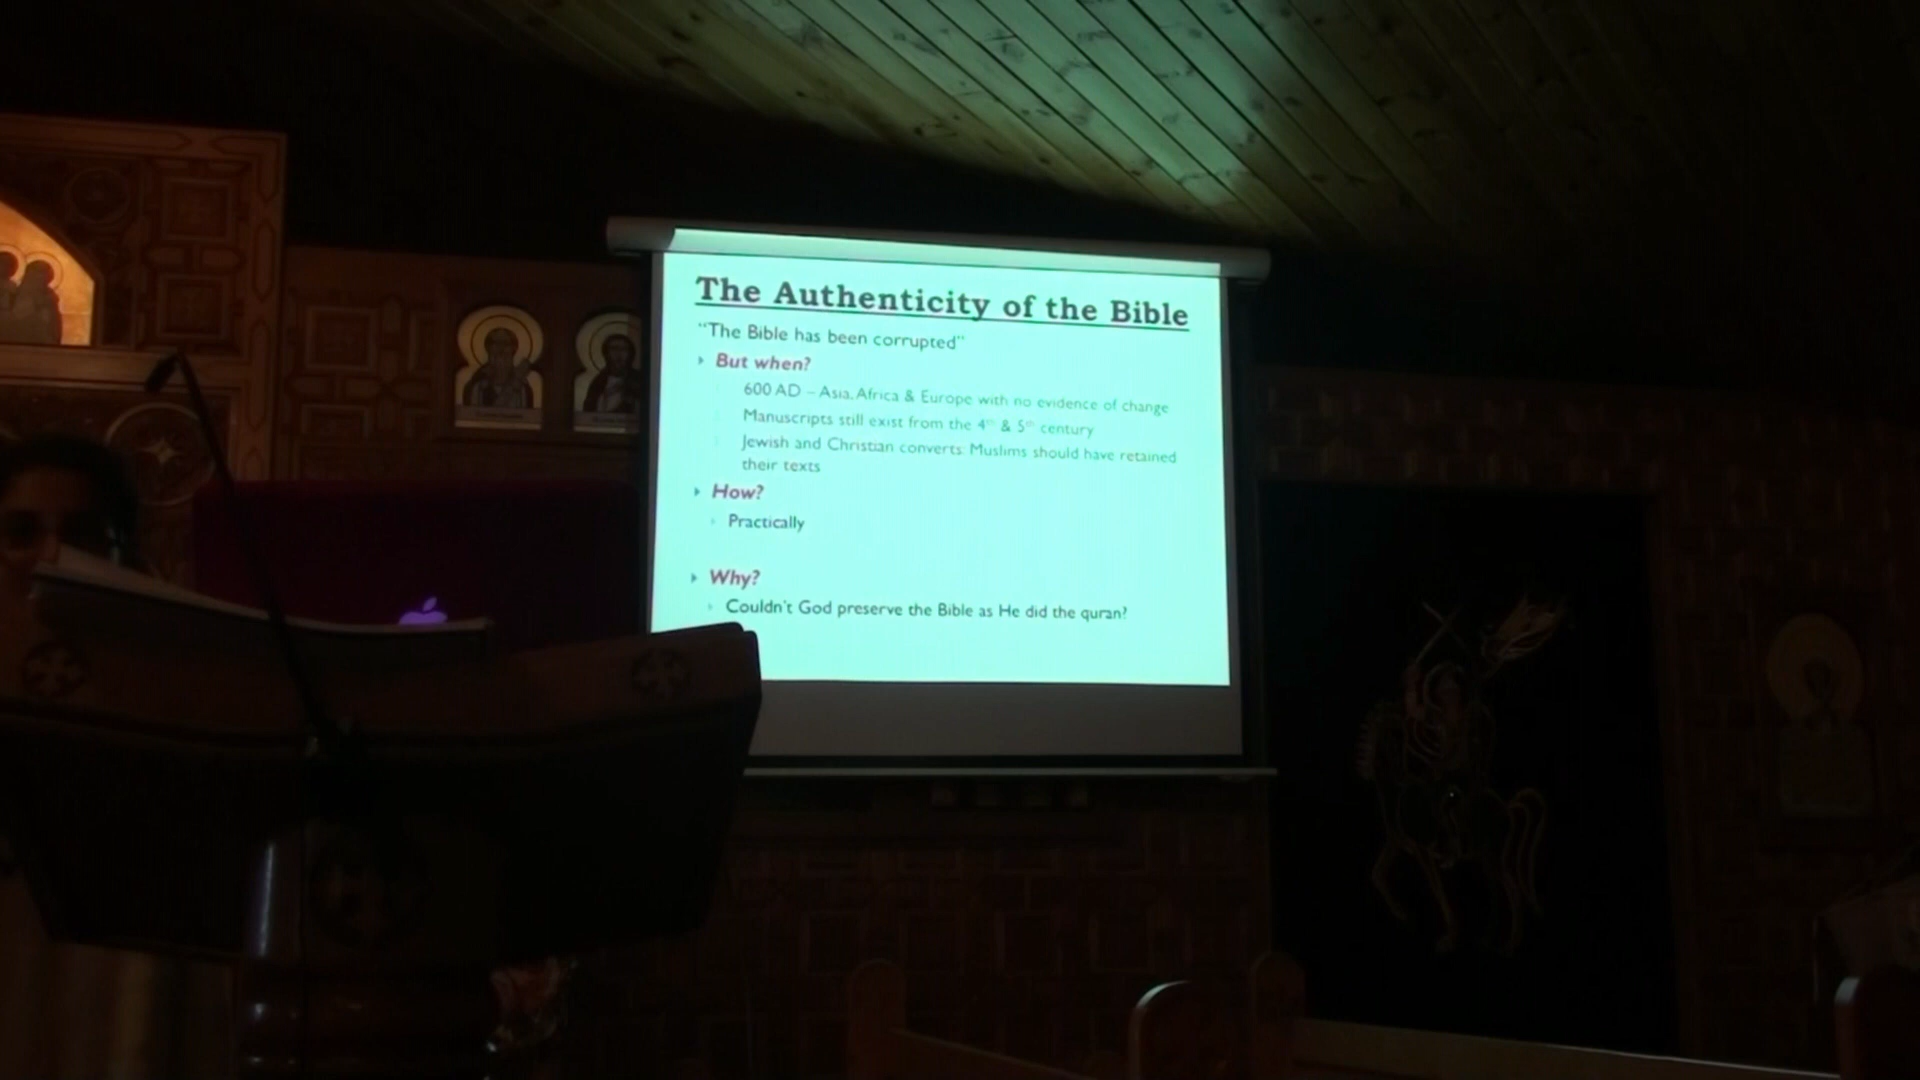 The Authenticity of the Bible
"The Bible has been corrupted"
But when?
600 AD – Asia, Africa & Europe with no evidence of change
Manuscripts still exist from the 4th & 5th century
Jewish and Christian converts: Muslims should have retained
their texts
How?
Practically
Why?
Couldn't God preserve the Bible as He did the quran?